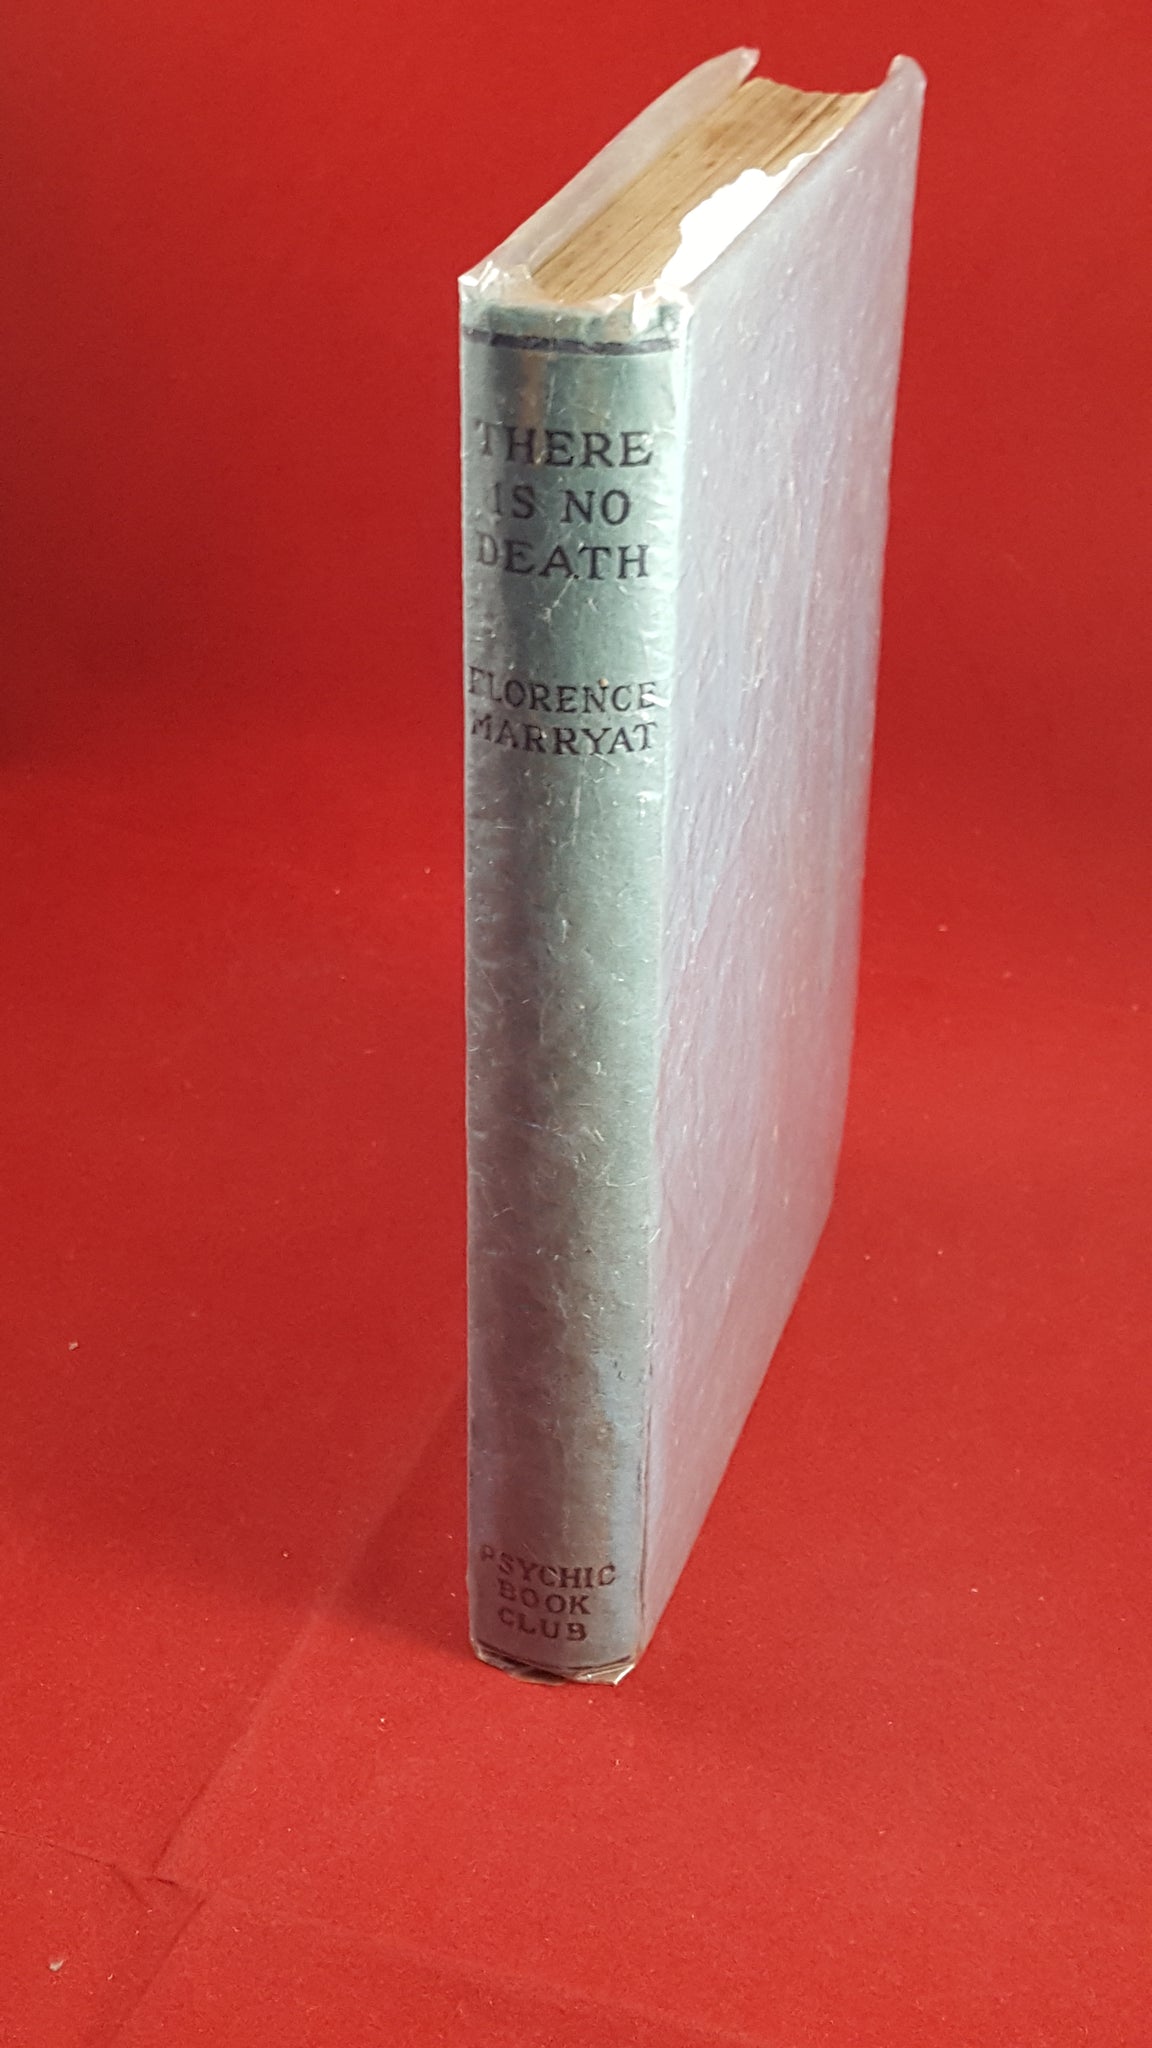 THERE
IS NO
DEATH
FLORENCE
MARRYAT
PSYCHIC
BOOK
CLUB